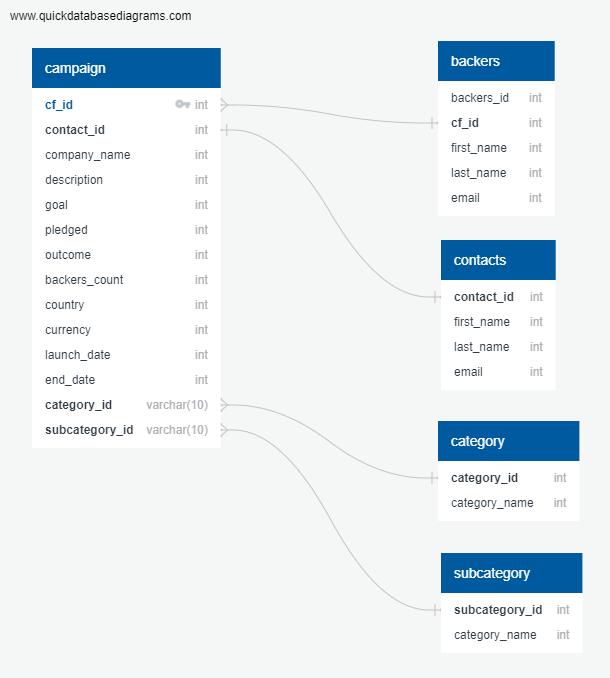 www.quickdatabasediagrams.com
campaign
cf_id int
contact_id int
company_name int
description int
goal int
pledged int
outcome int
backers_count int
country int
currency int
launch_date int
end_date int
category_id varchar(10)
subcategory_id varchar(10)
backers
backers_id int
cf_id int
first_name int
last_name int
email int
contacts
contact_id int
first_name int
last_name int
email int
category
category_id int
category_name int
subcategory
subcategory_id int
category_name int